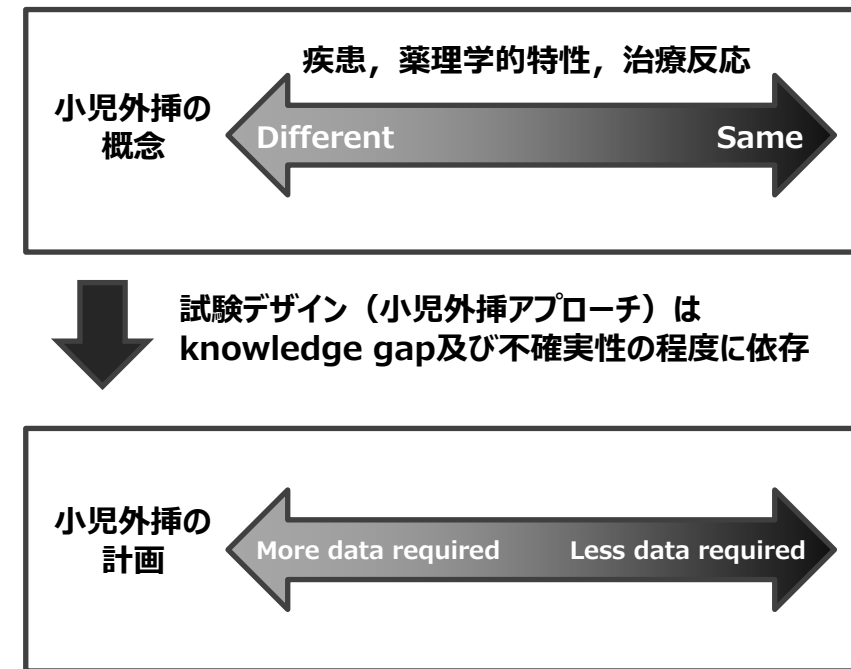 疾患，薬理学的特性，治療反応
小児外挿の
概念
Different
Same
試験デザイン（小児外挿アプローチ）は
knowledge gap及び不確実性の程度に依存
小児外挿の
計画
More data required
Less data required